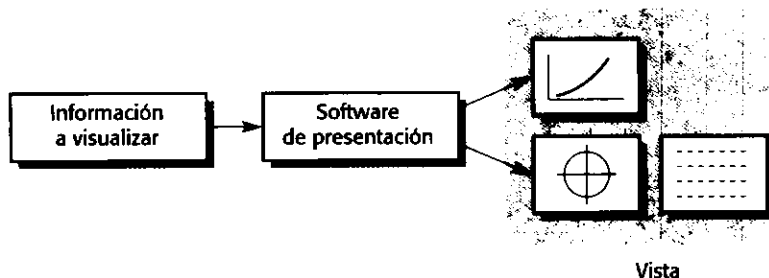 Información
a visualizar
Software
de presentación
Vista